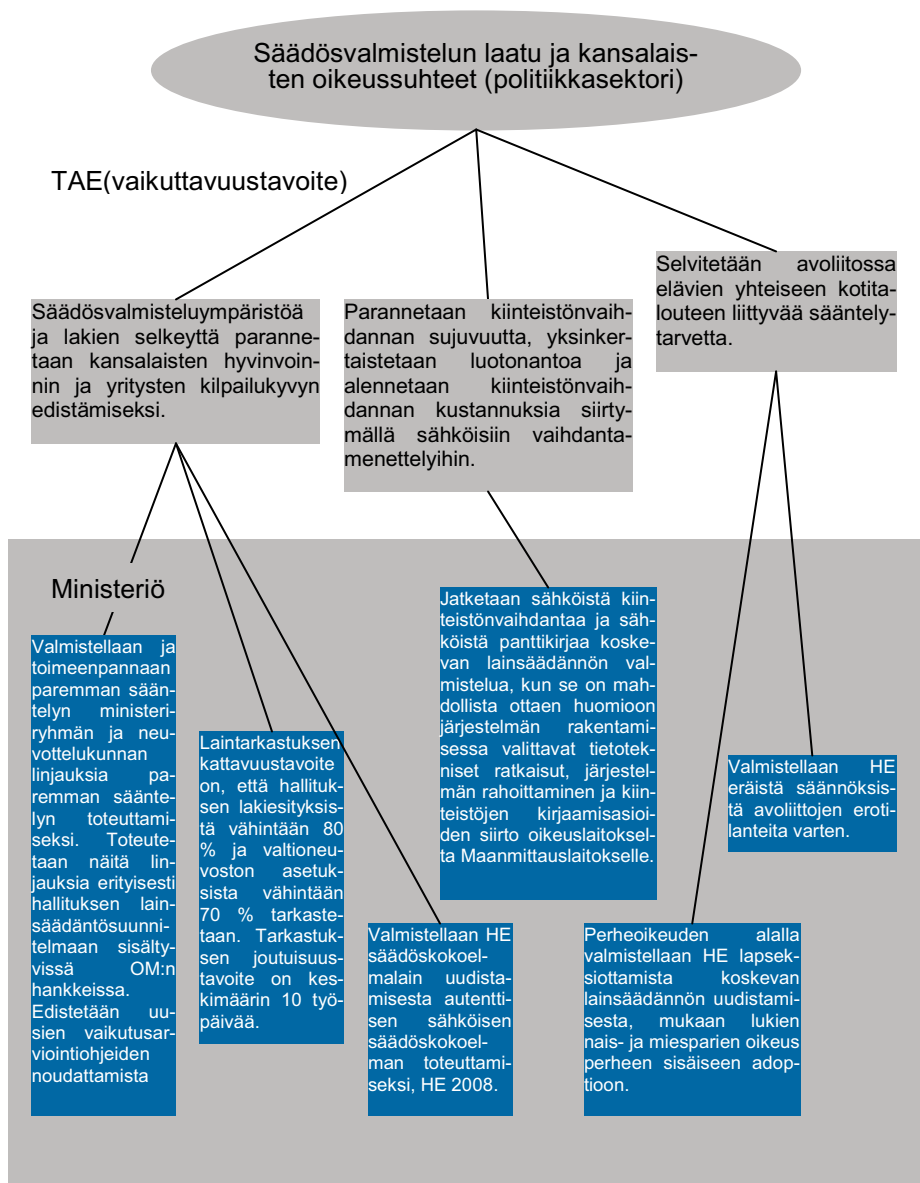 Säädösvalmistelun laatu ja kansalais-
ten oikeussuhteet (politiikkasektori)
TAE(vaikuttavuustavoite)
Säädösvalmisteluympäristöä
ja lakien selkeyttä paranne-
taan kansalaisten hyvinvoin-
nin ja yritysten kilpailukyvyn
edistämiseksi.
Parannetaan kiinteistönvaih-
dannan sujuvuutta, yksinker-
taistetaan luotonantoa ja
alennetaan kiinteistönvaih-
dannan kustannuksia siirty-
mällä sähköisiin vaihdanta-
menettelyihin.
Selvitetään avoliitossa
elävien yhteiseen kotita-
louteen liittyvää sääntely-
tarvetta.
Ministeriö
Valmistellaan ja
toimeenpannaan
paremman sään-
telyn ministeri-
ryhmän ja neu-
vottelukunnan
linjauksia pa-
remman säänte-
lyn toteuttami-
seksi. Toteute-
taan näitä lin-
jauksia erityisesti
hallituksen lain-
säädäntösuunni-
telmaan sisälty-
vissä OM:n
hankkeissa.
Edistetään uu-
sien vaikutusar-
viointiohjeiden
noudattamista
Laintarkastuksen
kattavuustavoite
on, että hallituk-
sen lakiesityksis-
tä vähintään 80
% ja valtioneu-
voston asetuk-
sista vähintään
70 % tarkaste-
taan. Tarkastuk-
sen joutuisuus-
tavoite on kes-
kimäärin 10 työ-
päivää.
Valmistellaan HE
säädöskokoel-
malain uudista-
misesta autentti-
sen sähköisen
säädöskokoel-
man toteuttami-
seksi, HE 2008.
Jatketaan sähköistä kiin-
teistönvaihdantaa ja säh-
köistä panttikirjaa koske-
van lainsäädännön val-
mistelua, kun se on mah-
dollista ottaen huomioon
järjestelmän rakentami-
sessa valittavat tietotek-
niset ratkaisut, järjestel-
män rahoittaminen ja kiin-
teistöjen kirjaamisasioi-
den siirto oikeuslaitoksel-
ta Maanmittauslaitokselle.
Perheoikeuden alalla
valmistellaan HE lapsek-
siottamista koskevan
lainsäädännön uudistami-
sesta, mukaan lukien
nais- ja miesparien oikeus
perheen sisäiseen adop-
tioon.
Valmistellaan HE
eräistä säännöksis-
tä avoliittojen eroti-
lanteita varten.